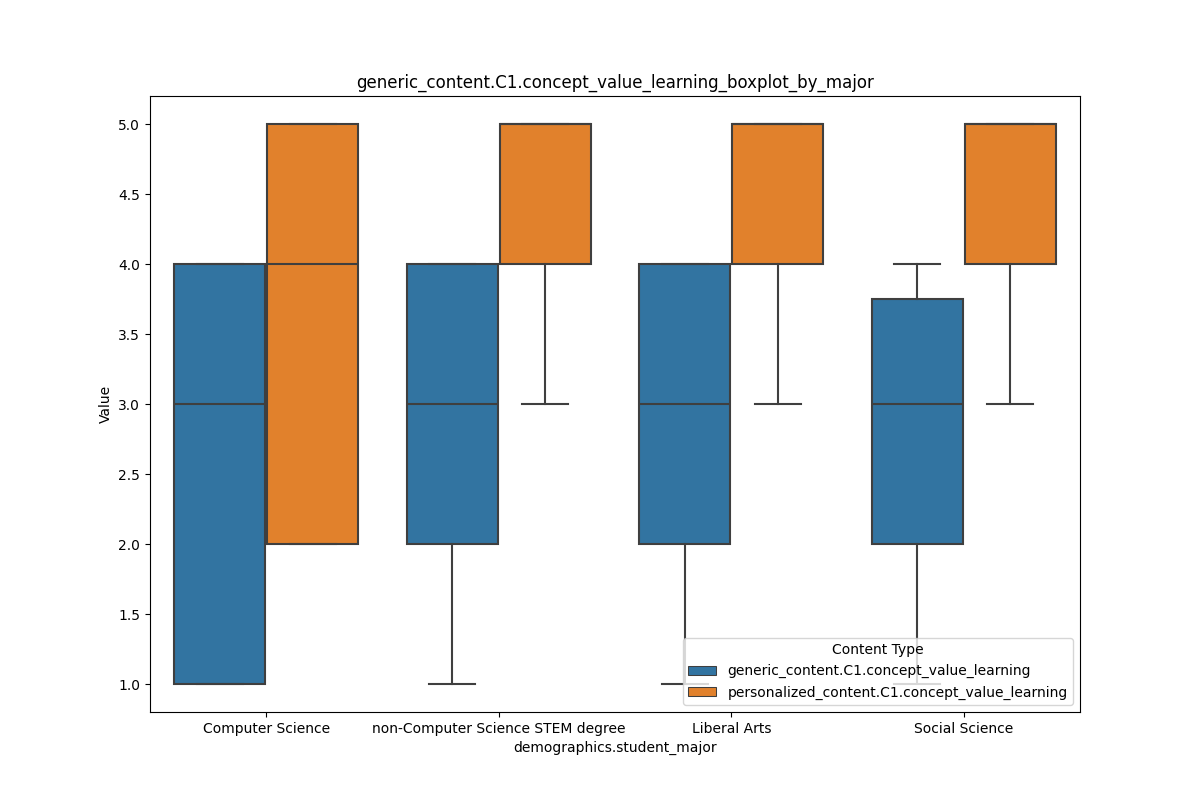 generic_content.C1.concept_value_learning_boxplot_by_major
5.0
4.5
4.0
3.5
3.0
2.5
2.0
1.5
1.0
Value
Content Type
generic_content.C1.concept_value_learning
personalized_content.C1.concept_value_learning
Computer Science
non-Computer Science STEM degree
Liberal Arts
Social Science
demographics.student_major